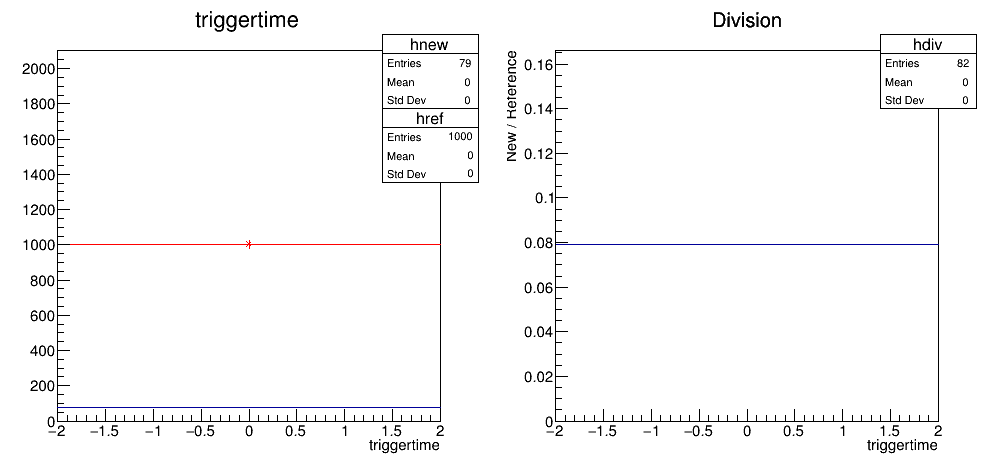 triggertime
hnew
Entries 79
Mean 0
Std Dev 0
href
Entries 1000
Mean 0
Std Dev 0
2000
1800
1600
1400
1200
1000
800
600
400
200
0
−2 −1.5 −1 −0.5 0 0.5 1 1.5 2
triggertime
Division
hdiv
Entries 82
Mean 0
Std Dev 0
New / Reference
0.16
0.14
0.12
0.1
0.08
0.06
0.04
0.02
0
−2 −1.5 −1 −0.5 0 0.5 1 1.5 2
triggertime